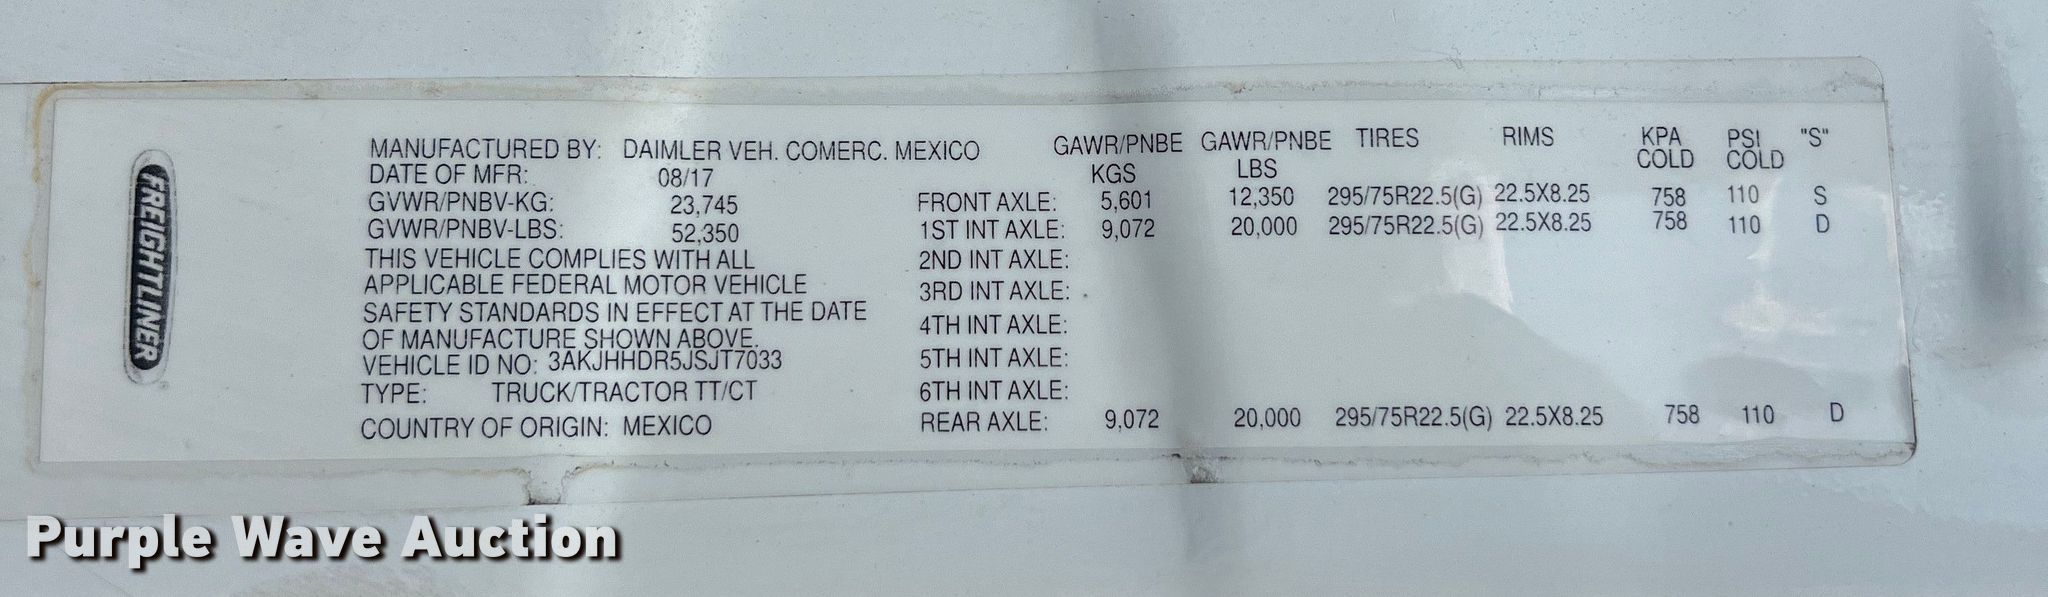 FREIGHTLINER
MANUFACTURED BY: DAIMLER VEH. COMERC. MEXICO
DATE OF MFR: 08/17
GVWR/PNBV-KG: 23,745
GVWR/PNBV-LBS: 52,350
THIS VEHICLE COMPLIES WITH ALL
APPLICABLE FEDERAL MOTOR VEHICLE
SAFETY STANDARDS IN EFFECT AT THE DATE
OF MANUFACTURE SHOWN ABOVE.
VEHICLE ID NO: 3AKJHHDR5JSJT7033
TYPE: TRUCK/TRACTOR TT/CT
COUNTRY OF ORIGIN: MEXICO
GAWR/PNBE GAWR/PNBE TIRES RIMS KPA PSI "S"
KGS LBS COLD COLD
FRONT AXLE: 5,601 12,350 295/75R22.5(G) 22.5X8.25 758 110 S
1ST INT AXLE: 9,072 20,000 295/75R22.5(G) 22.5X8.25 758 110 D
2ND INT AXLE:
3RD INT AXLE:
4TH INT AXLE:
5TH INT AXLE:
6TH INT AXLE:
REAR AXLE: 9,072 20,000 295/75R22.5(G) 22.5X8.25 758 110 D
Purple Wave Auction